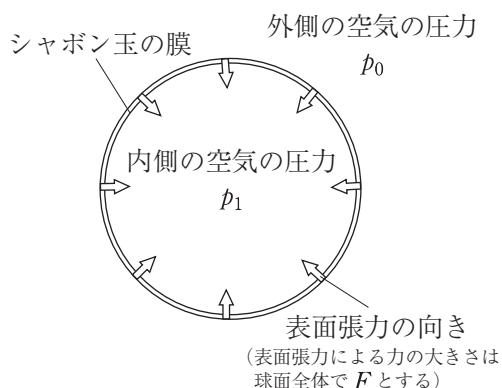 シャボン玉の膜
外側の空気の圧力
p₀
内側の空気の圧力
p₁
表面張力の向き
（表面張力による力の大きさは
球面全体で F とする）